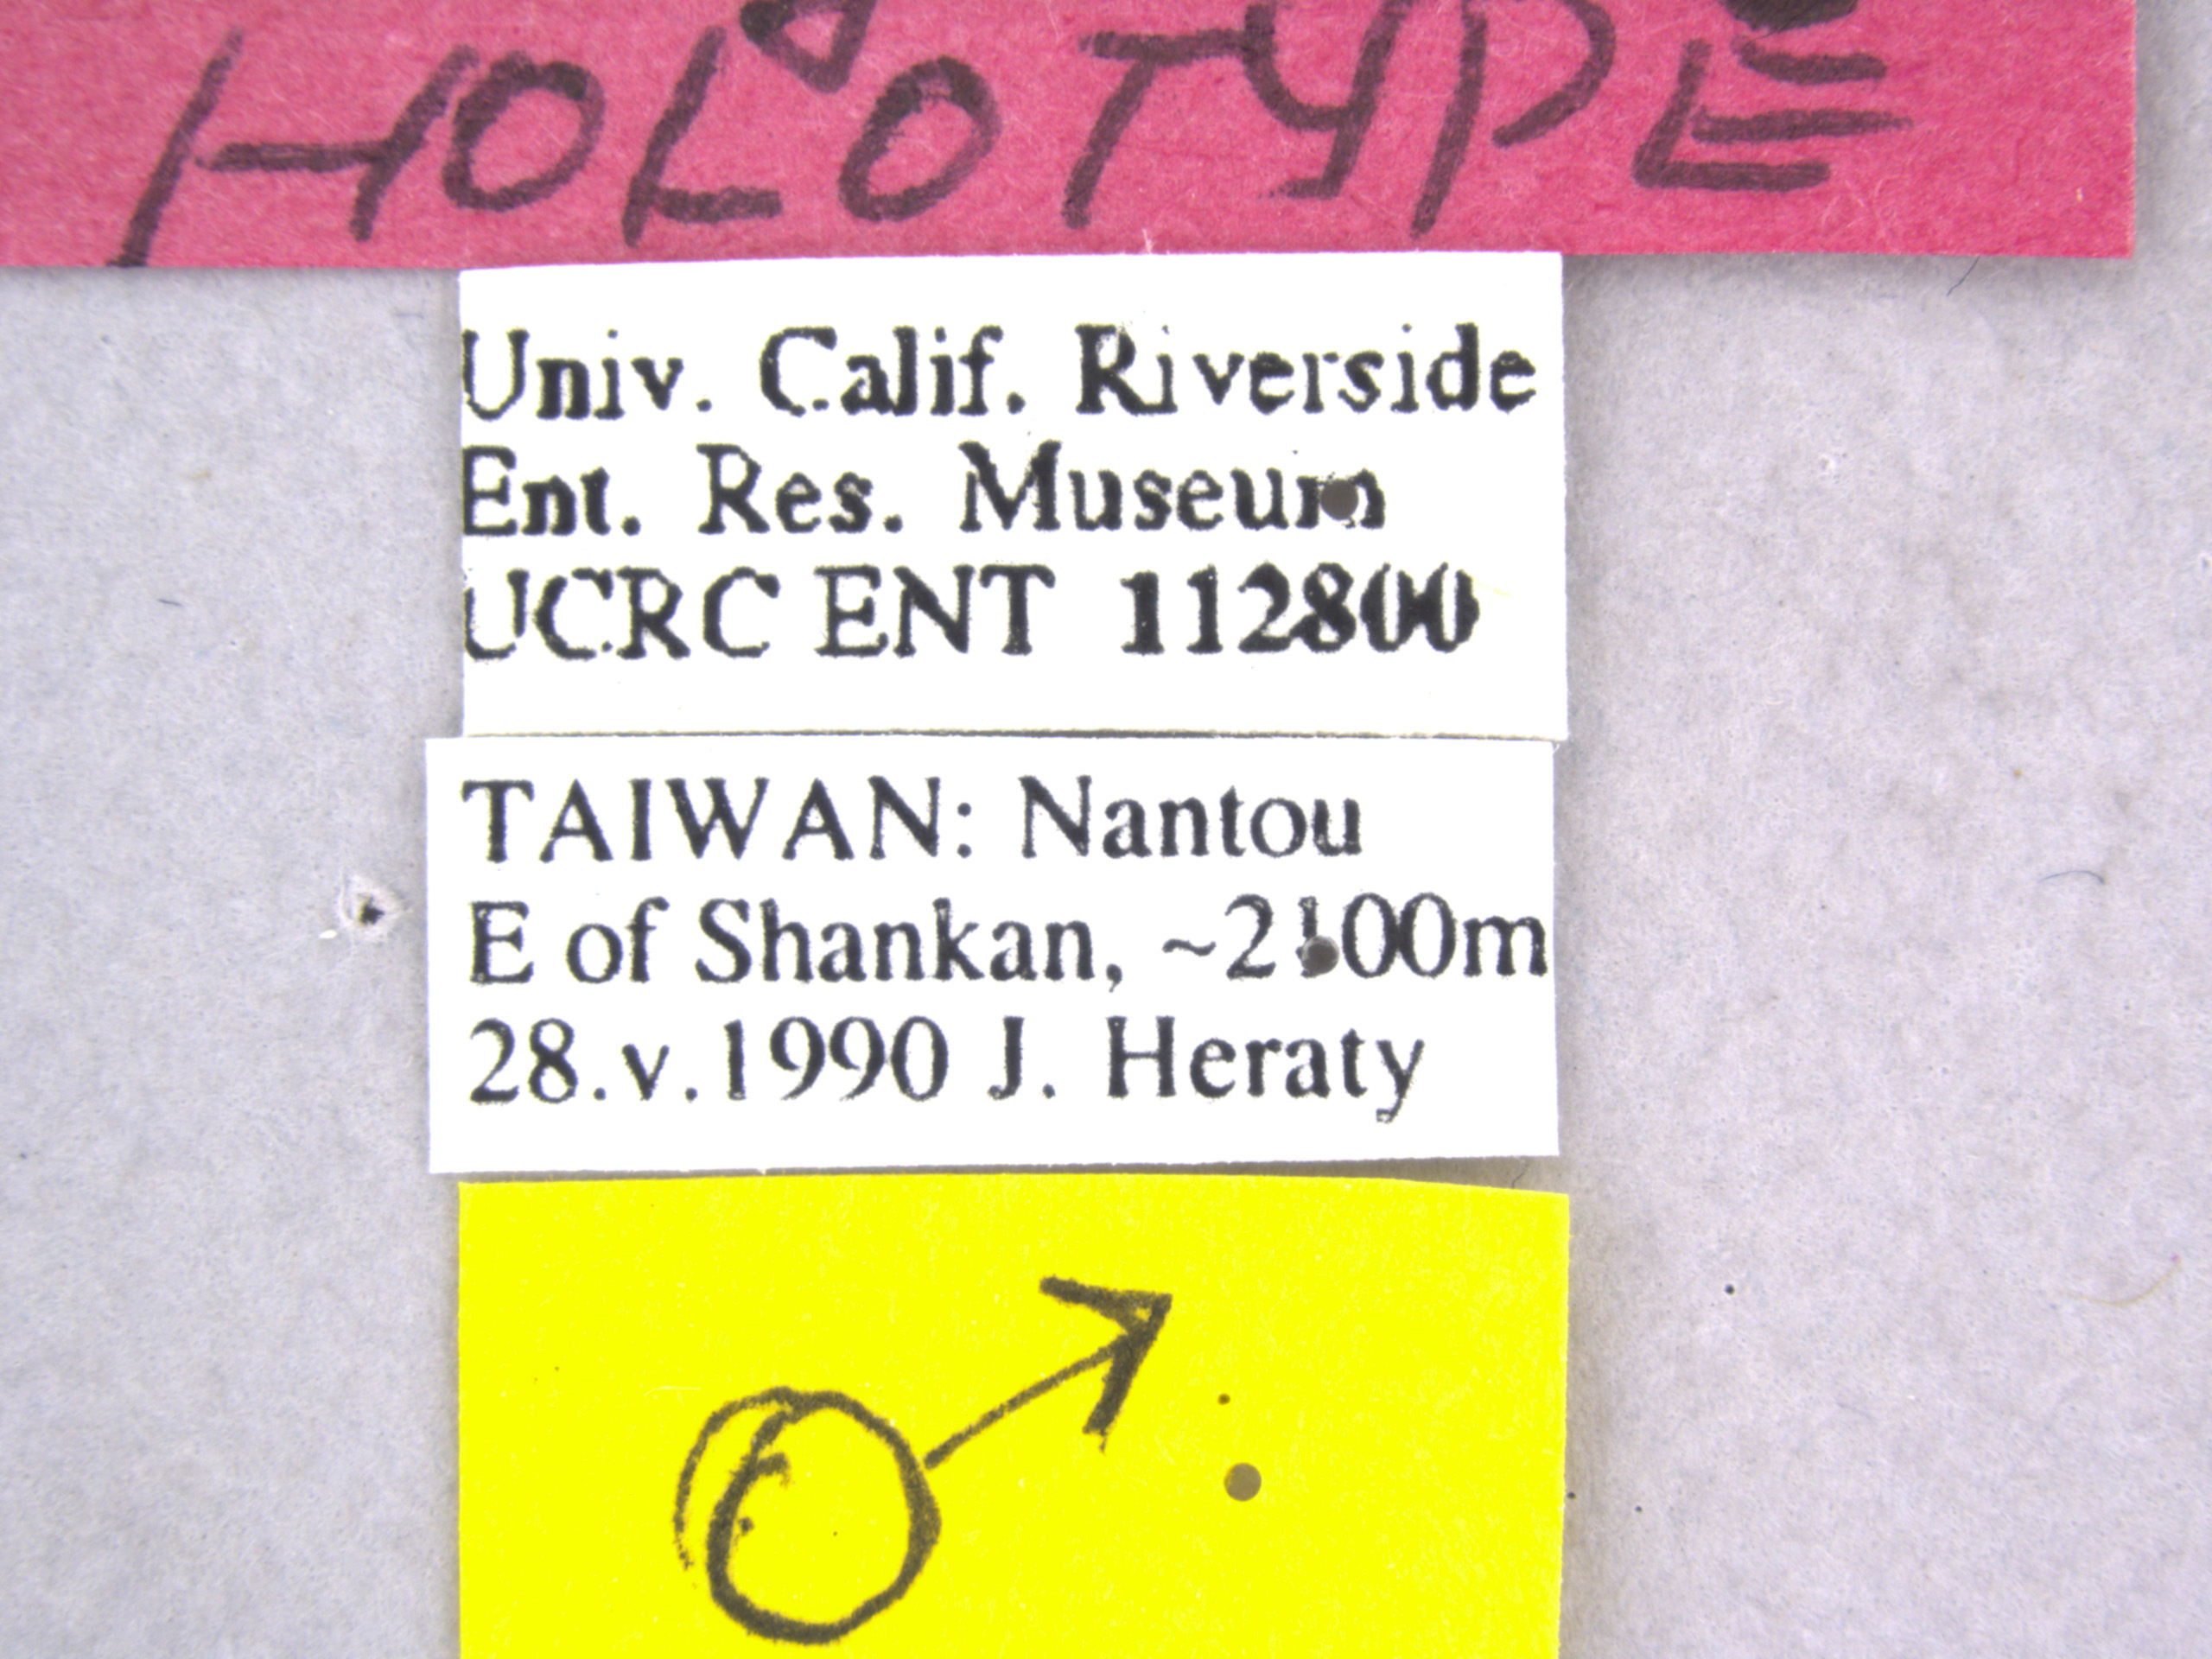 HOLOTYPE
Univ. Calif. Riverside
Ent. Res. Museum
UCRC ENT 112800
TAIWAN: Nantou
E of Shankan, ~2100m
28.v.1990 J. Heraty
♂